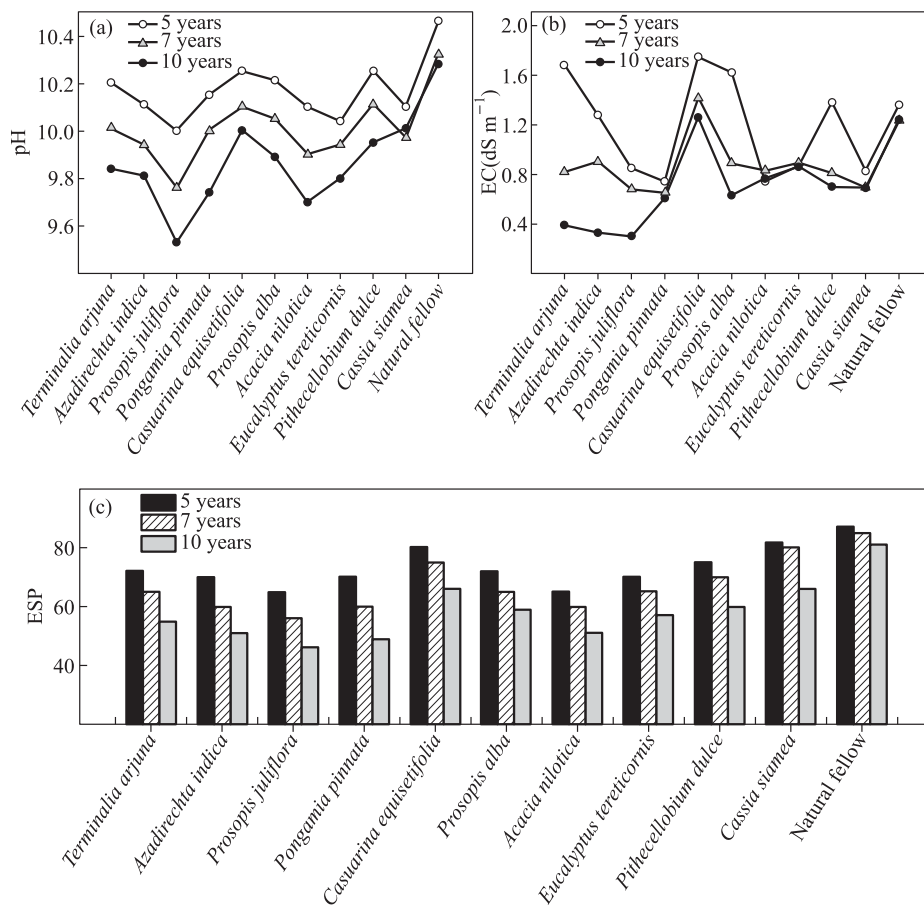 (a)
5 years
7 years
10 years
10.4
10.2
10.0
9.8
9.6
pH
Terminalia arjuna
Azadirechta indica
Prosopis juliflora
Pongamia pinnata
Casuarina equisetifolia
Prosopis alba
Acacia nilotica
Eucalyptus tereticornis
Pithecellobium dulce
Cassia siamea
Natural fellow
(b)
5 years
7 years
10 years
2.0
1.6
1.2
0.8
0.4
EC(dS m⁻¹)
Terminalia arjuna
Azadirechta indica
Prosopis juliflora
Pongamia pinnata
Casuarina equisetifolia
Prosopis alba
Acacia nilotica
Eucalyptus tereticornis
Pithecellobium dulce
Cassia siamea
Natural fellow
(c)
5 years
7 years
10 years
80
60
40
ESP
Terminalia arjuna
Azadirechta indica
Prosopis juliflora
Pongamia pinnata
Casuarina equisetifolia
Prosopis alba
Acacia nilotica
Eucalyptus tereticornis
Pithecellobium dulce
Cassia siamea
Natural fellow